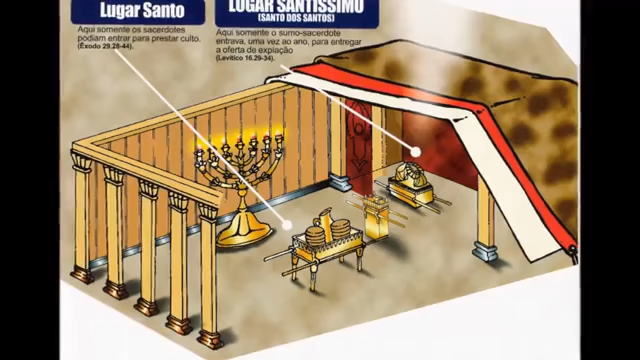 Lugar Santo
Aqui somente os sacerdotes
podiam entrar para prestar culto.
(Êxodo 29.28-44).
LUGAR SANTÍSSIMO
(SANTO DOS SANTOS)
Aqui somente o sumo-sacerdote
entrava, uma vez ao ano, para entregar
a oferta de expiação
(Levítico 16.29-34).